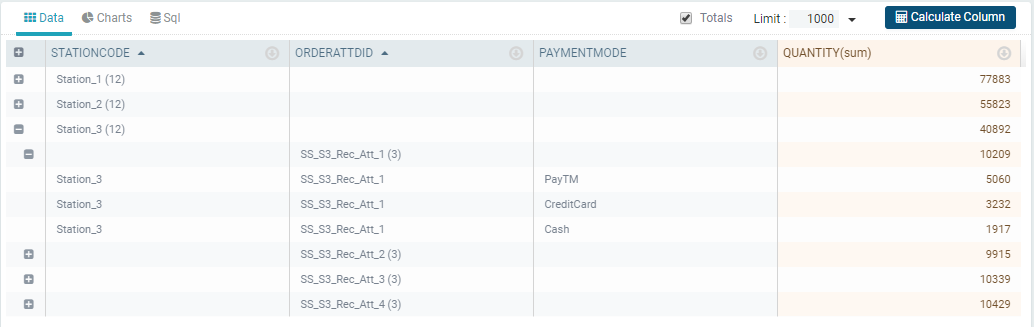 Data Charts Sql Totals Limit : 1000 Calculate Column
STATIONCODE ORDERATTDID PAYMENTMODE QUANTITY(sum)
Station_1 (12) 77883
Station_2 (12) 55823
Station_3 (12) 40892
SS_S3_Rec_Att_1 (3) 10209
Station_3 SS_S3_Rec_Att_1 PayTM 5060
Station_3 SS_S3_Rec_Att_1 CreditCard 3232
Station_3 SS_S3_Rec_Att_1 Cash 1917
SS_S3_Rec_Att_2 (3) 9915
SS_S3_Rec_Att_3 (3) 10339
SS_S3_Rec_Att_4 (3) 10429